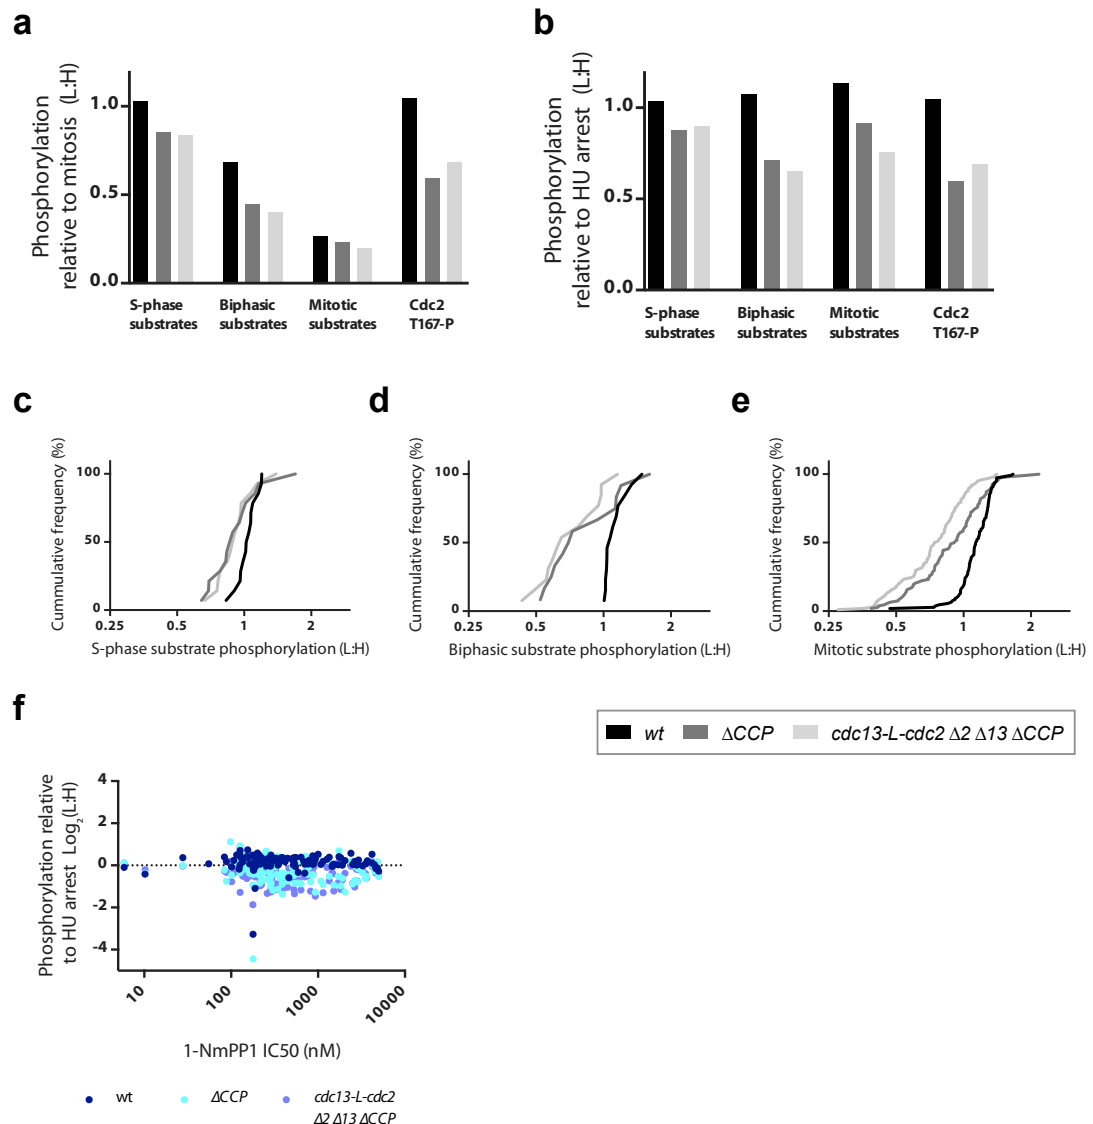 a
Phosphorylation
relative to mitosis (L:H)
1.0
0.5
0.0
S-phase
substrates
Biphasic
substrates
Mitotic
substrates
Cdc2
T167-P
b
Phosphorylation
relative to HU arrest (L:H)
1.0
0.5
0.0
S-phase
substrates
Biphasic
substrates
Mitotic
substrates
Cdc2
T167-P
c
Cummulative frequency (%)
100
50
0
0.25 0.5 1 2
S-phase substrate phosphorylation (L:H)
d
Cummulative frequency (%)
100
50
0
0.25 0.5 1 2
Biphasic substrate phosphorylation (L:H)
e
Cummulative frequency (%)
100
50
0
0.25 0.5 1 2
Mitotic substrate phosphorylation (L:H)
wt ΔCCP cdc13-L-cdc2 Δ2 Δ13 ΔCCP
f
Phosphorylation relative
to HU arrest Log2(L:H)
4
2
0
-2
-4
10 100 1000 10000
1-NmPP1 IC50 (nM)
wt ΔCCP cdc13-L-cdc2
Δ2 Δ13 ΔCCP